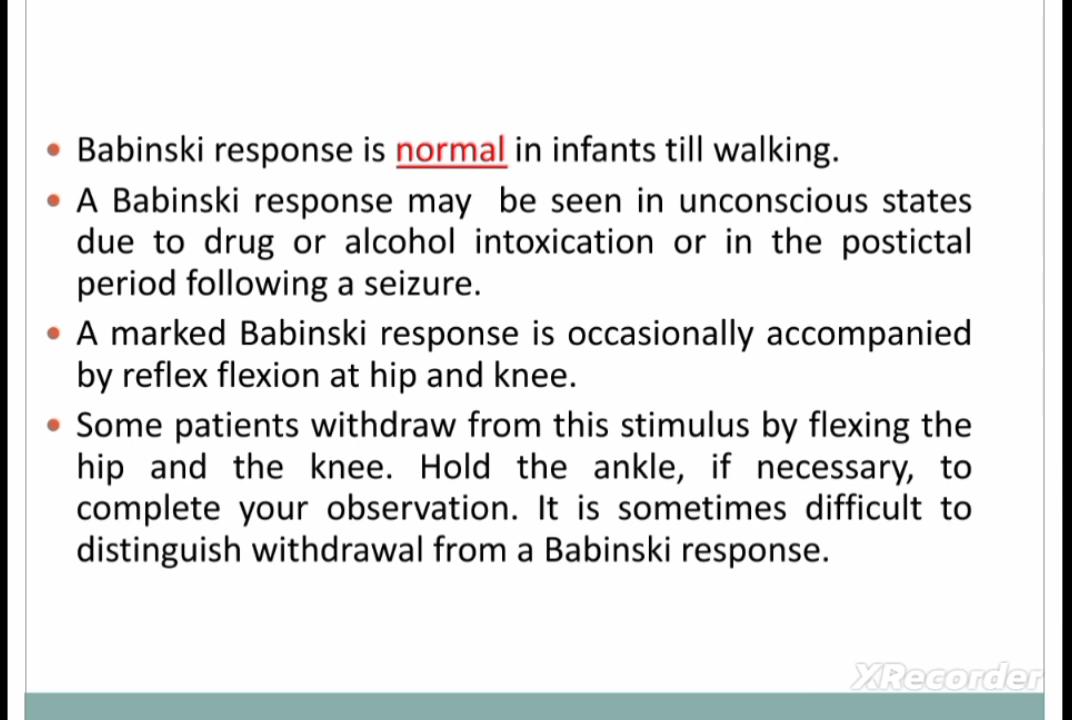 • Babinski response is normal in infants till walking.
• A Babinski response may be seen in unconscious states
due to drug or alcohol intoxication or in the postictal
period following a seizure.
• A marked Babinski response is occasionally accompanied
by reflex flexion at hip and knee.
• Some patients withdraw from this stimulus by flexing the
hip and the knee. Hold the ankle, if necessary, to
complete your observation. It is sometimes difficult to
distinguish withdrawal from a Babinski response.
XRecorder